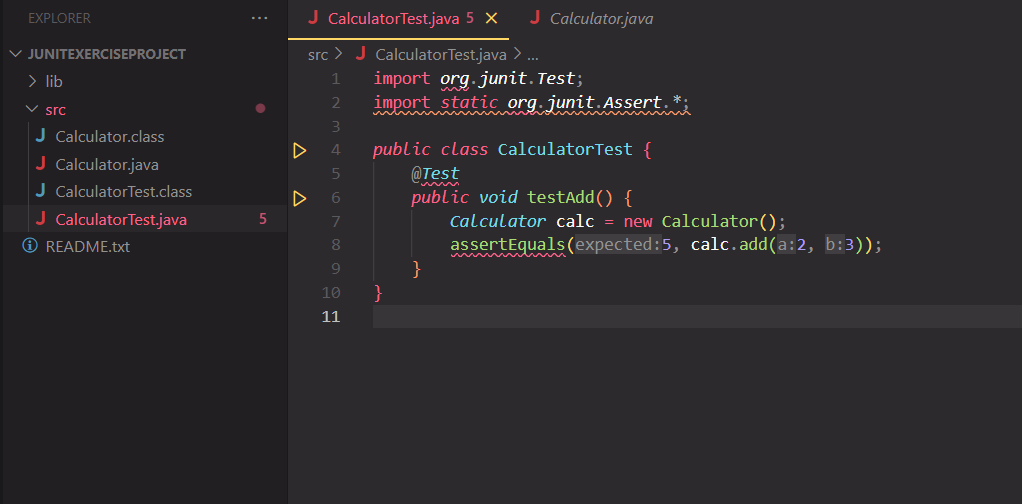 EXPLORER ...
JUNITEXERCISEPROJECT
lib
src
J Calculator.class
J Calculator.java
J CalculatorTest.class
J CalculatorTest.java 5
README.txt
J CalculatorTest.java 5 × J Calculator.java
src > J CalculatorTest.java > ...
1 import org.junit.Test;
2 import static org.junit.Assert.*;
3
4 public class CalculatorTest {
5 @Test
6 public void testAdd() {
7 Calculator calc = new Calculator();
8 assertEquals(expected:5, calc.add(a:2, b:3));
9 }
10 }
11